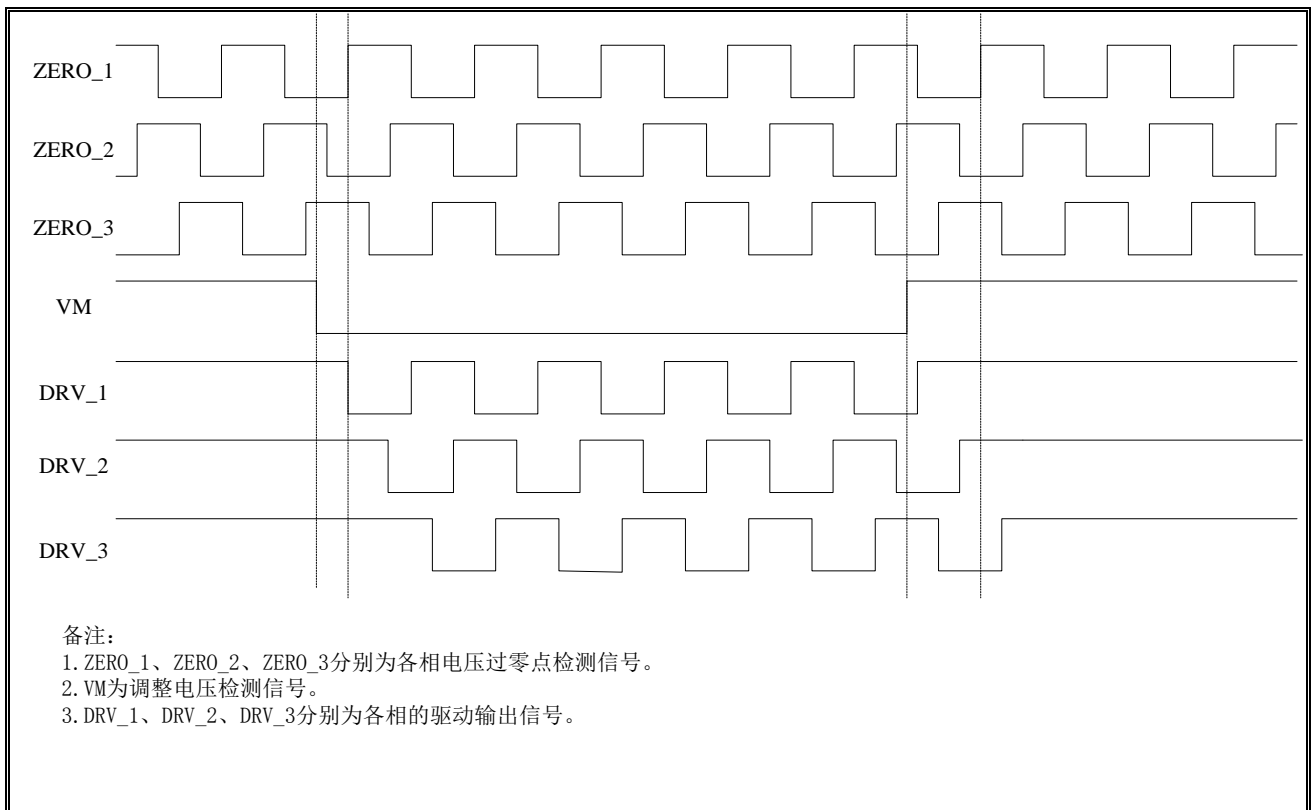 ZERO_1
ZERO_2
ZERO_3
VM
DRV_1
DRV_2
DRV_3
备注:
1.ZERO_1、ZERO_2、ZERO_3分别为各相电压过零点检测信号。
2.VM为调整电压检测信号。
3.DRV_1、DRV_2、DRV_3分别为各相的驱动输出信号。